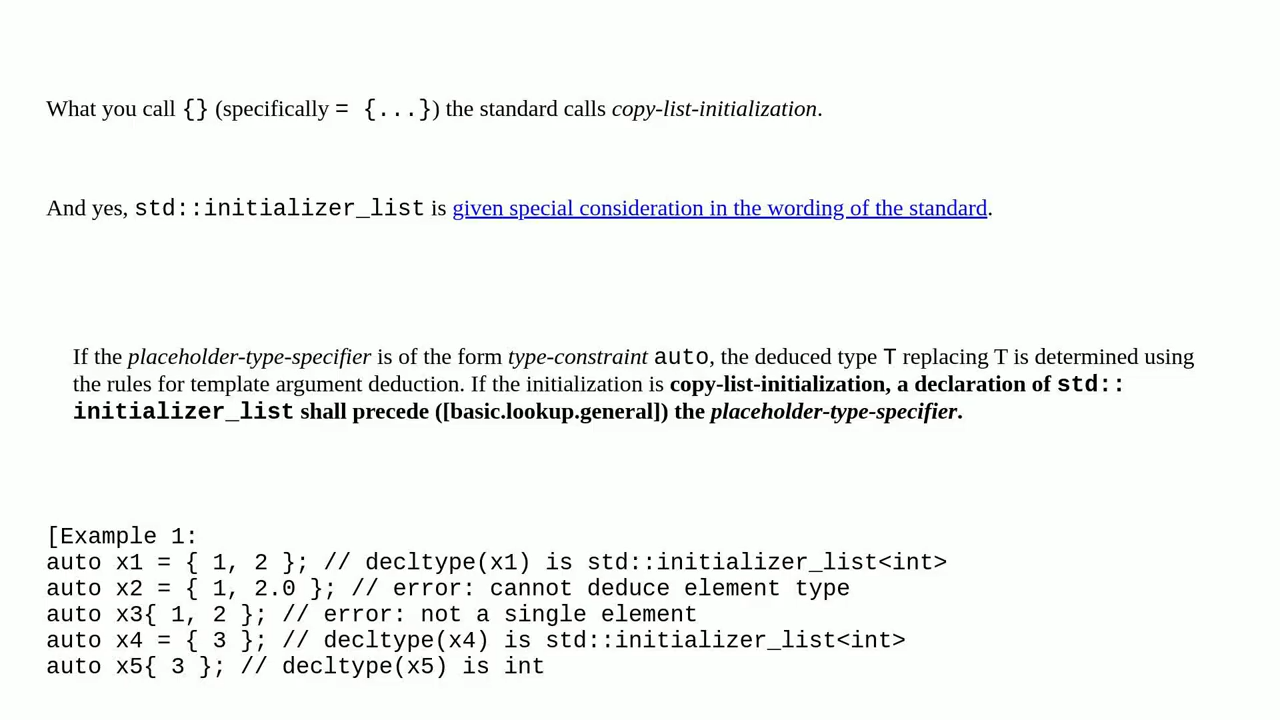 What you call {} (specifically = {...}) the standard calls copy-list-initialization.
And yes, std::initializer_list is given special consideration in the wording of the standard.
If the placeholder-type-specifier is of the form type-constraint auto, the deduced type T replacing T is determined using
the rules for template argument deduction. If the initialization is copy-list-initialization, a declaration of std::
initializer_list shall precede ([basic.lookup.general]) the placeholder-type-specifier.
[Example 1:
auto x1 = { 1, 2 }; // decltype(x1) is std::initializer_list<int>
auto x2 = { 1, 2.0 }; // error: cannot deduce element type
auto x3{ 1, 2 }; // error: not a single element
auto x4 = { 3 }; // decltype(x4) is std::initializer_list<int>
auto x5{ 3 }; // decltype(x5) is int